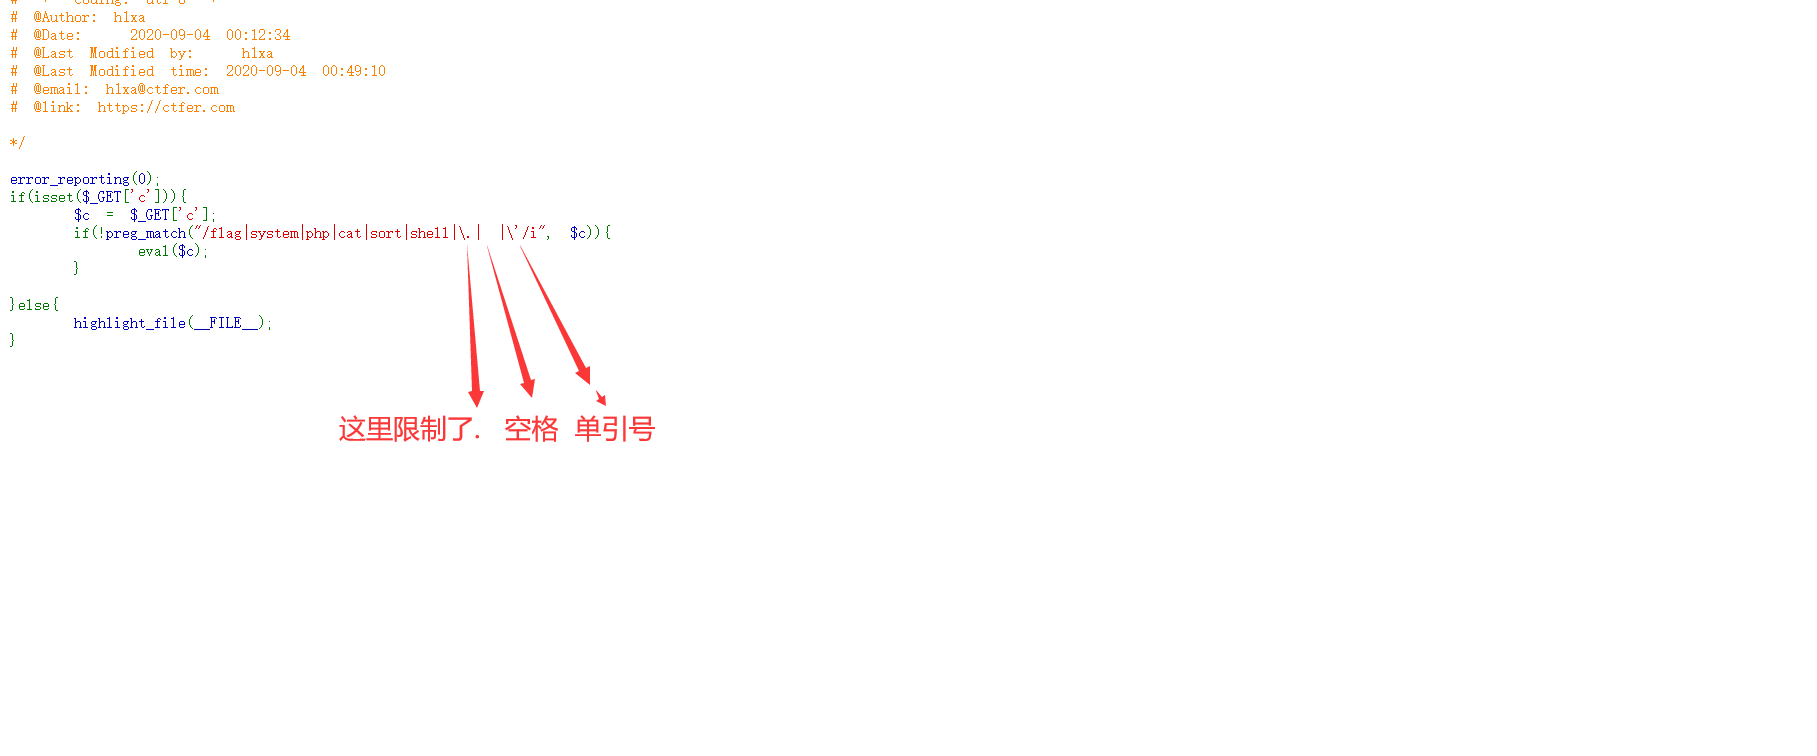 # @Author: h1xa
# @Date: 2020-09-04 00:12:34
# @Last Modified by: h1xa
# @Last Modified time: 2020-09-04 00:49:10
# @email: h1xa@ctfer.com
# @link: https://ctfer.com
*/
error_reporting(0);
if(isset($_GET['c'])){
$c = $_GET['c'];
if(!preg_match("/flag|system|php|cat|sort|shell|\.| |\'/i", $c)){
eval($c);
}
}else{
highlight_file(__FILE__);
}
这里限制了. 空格 单引号